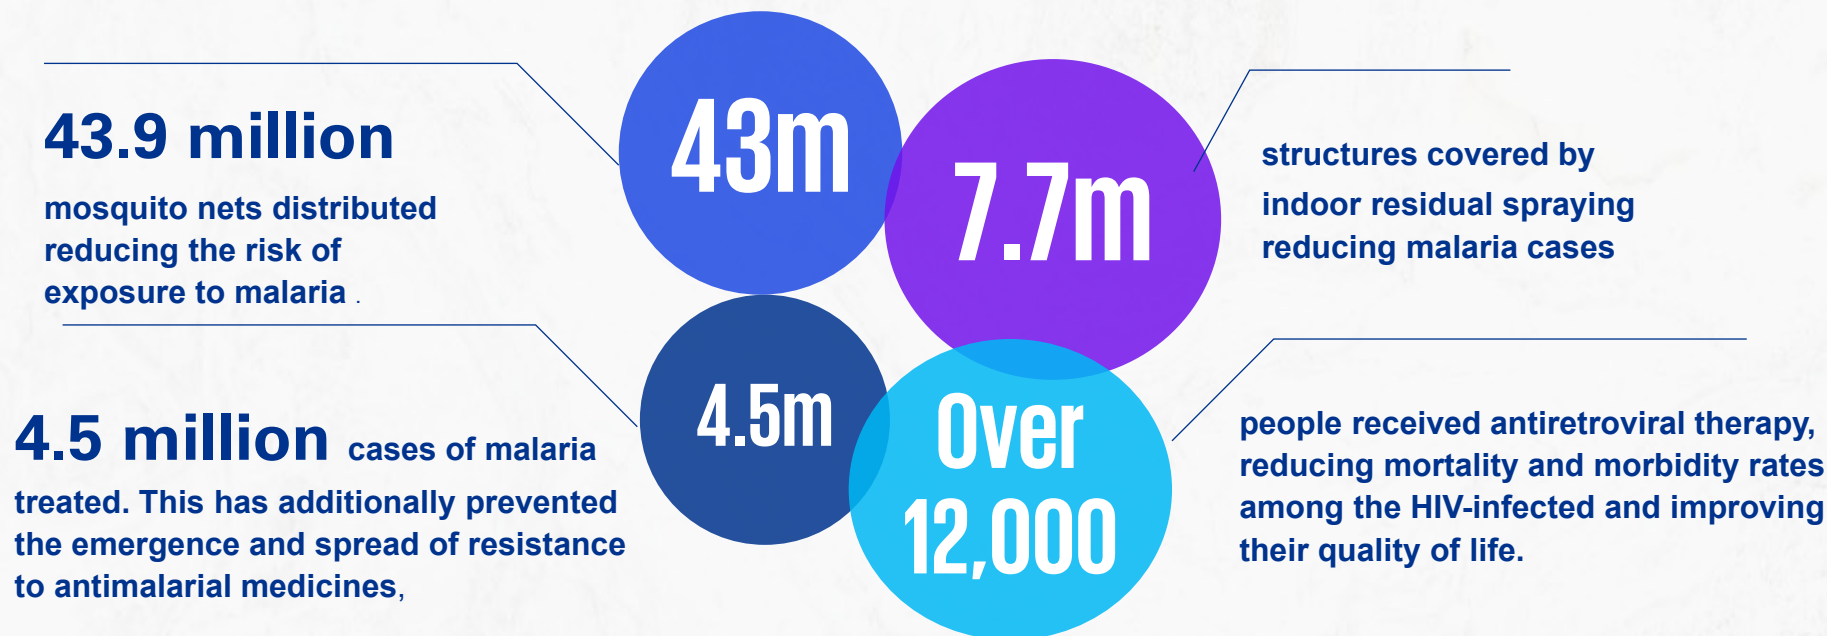 43.9 million
mosquito nets distributed
reducing the risk of
exposure to malaria .
43m
7.7m
structures covered by
indoor residual spraying
reducing malaria cases
4.5 million cases of malaria
treated. This has additionally prevented
the emergence and spread of resistance
to antimalarial medicines,
4.5m
Over
12,000
people received antiretroviral therapy,
reducing mortality and morbidity rates
among the HIV-infected and improving
their quality of life.